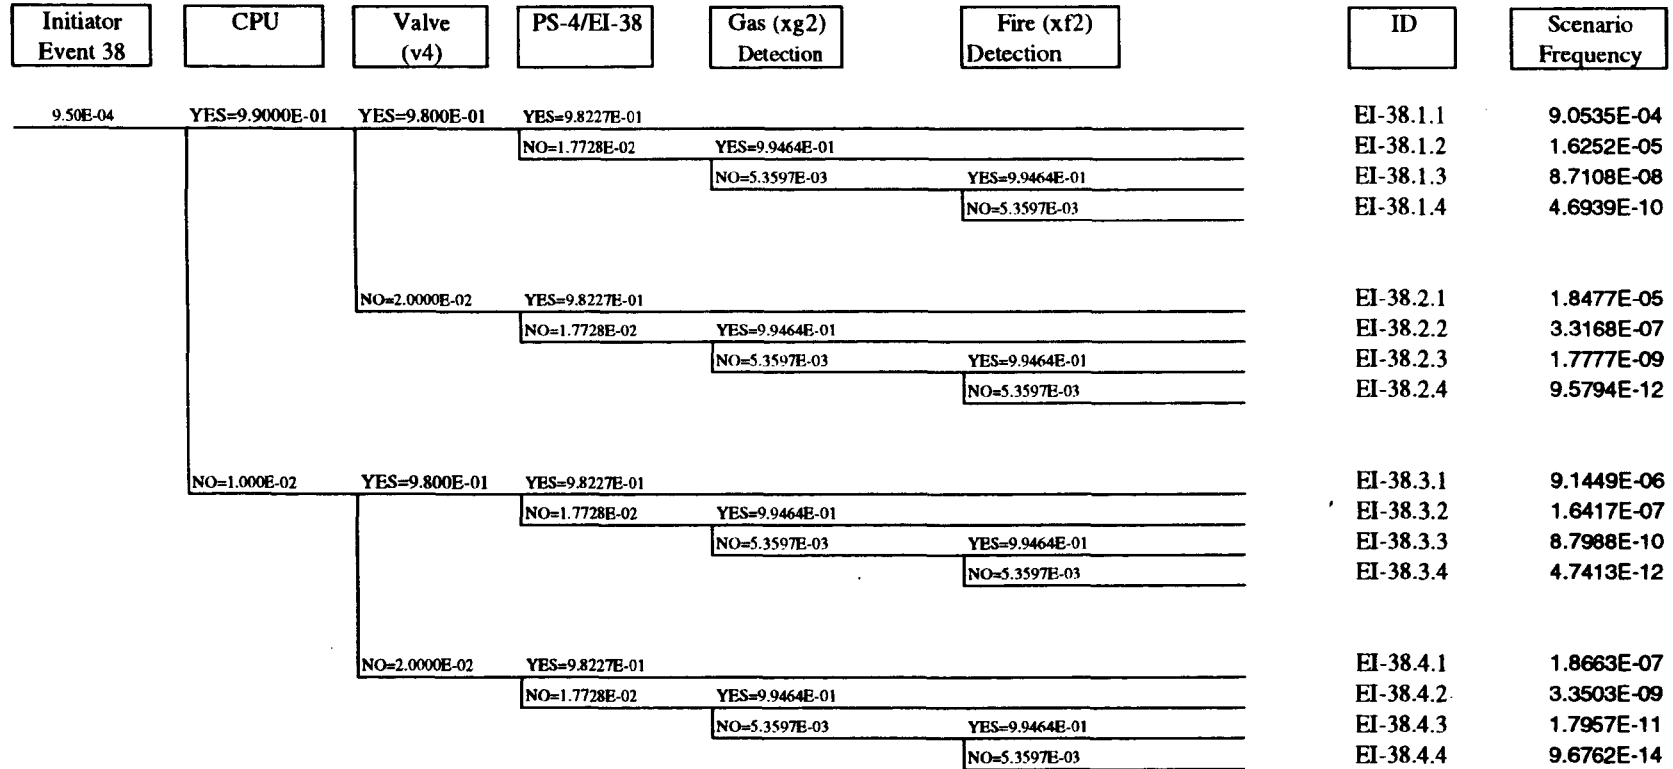 Initiator Event 38
CPU
Valve (v4)
PS-4/EI-38
Gas (xg2) Detection
Fire (xf2) Detection
ID
Scenario Frequency
9.50E-04 YES=9.9000E-01 YES=9.800E-01 YES=9.8227E-01 EI-38.1.1 9.0535E-04
NO=1.7728E-02 YES=9.9464E-01 EI-38.1.2 1.6252E-05
NO=5.3597E-03 YES=9.9464E-01 EI-38.1.3 8.7108E-08
NO=5.3597E-03 EI-38.1.4 4.6939E-10
NO=2.0000E-02 YES=9.8227E-01 EI-38.2.1 1.8477E-05
NO=1.7728E-02 YES=9.9464E-01 EI-38.2.2 3.3168E-07
NO=5.3597E-03 YES=9.9464E-01 EI-38.2.3 1.7777E-09
NO=5.3597E-03 EI-38.2.4 9.5794E-12
NO=1.000E-02 YES=9.800E-01 YES=9.8227E-01 EI-38.3.1 9.1449E-06
NO=1.7728E-02 YES=9.9464E-01 EI-38.3.2 1.6417E-07
NO=5.3597E-03 YES=9.9464E-01 EI-38.3.3 8.7988E-10
NO=5.3597E-03 EI-38.3.4 4.7413E-12
NO=2.0000E-02 YES=9.8227E-01 EI-38.4.1 1.8663E-07
NO=1.7728E-02 YES=9.9464E-01 EI-38.4.2 3.3503E-09
NO=5.3597E-03 YES=9.9464E-01 EI-38.4.3 1.7957E-11
NO=5.3597E-03 EI-38.4.4 9.6762E-14